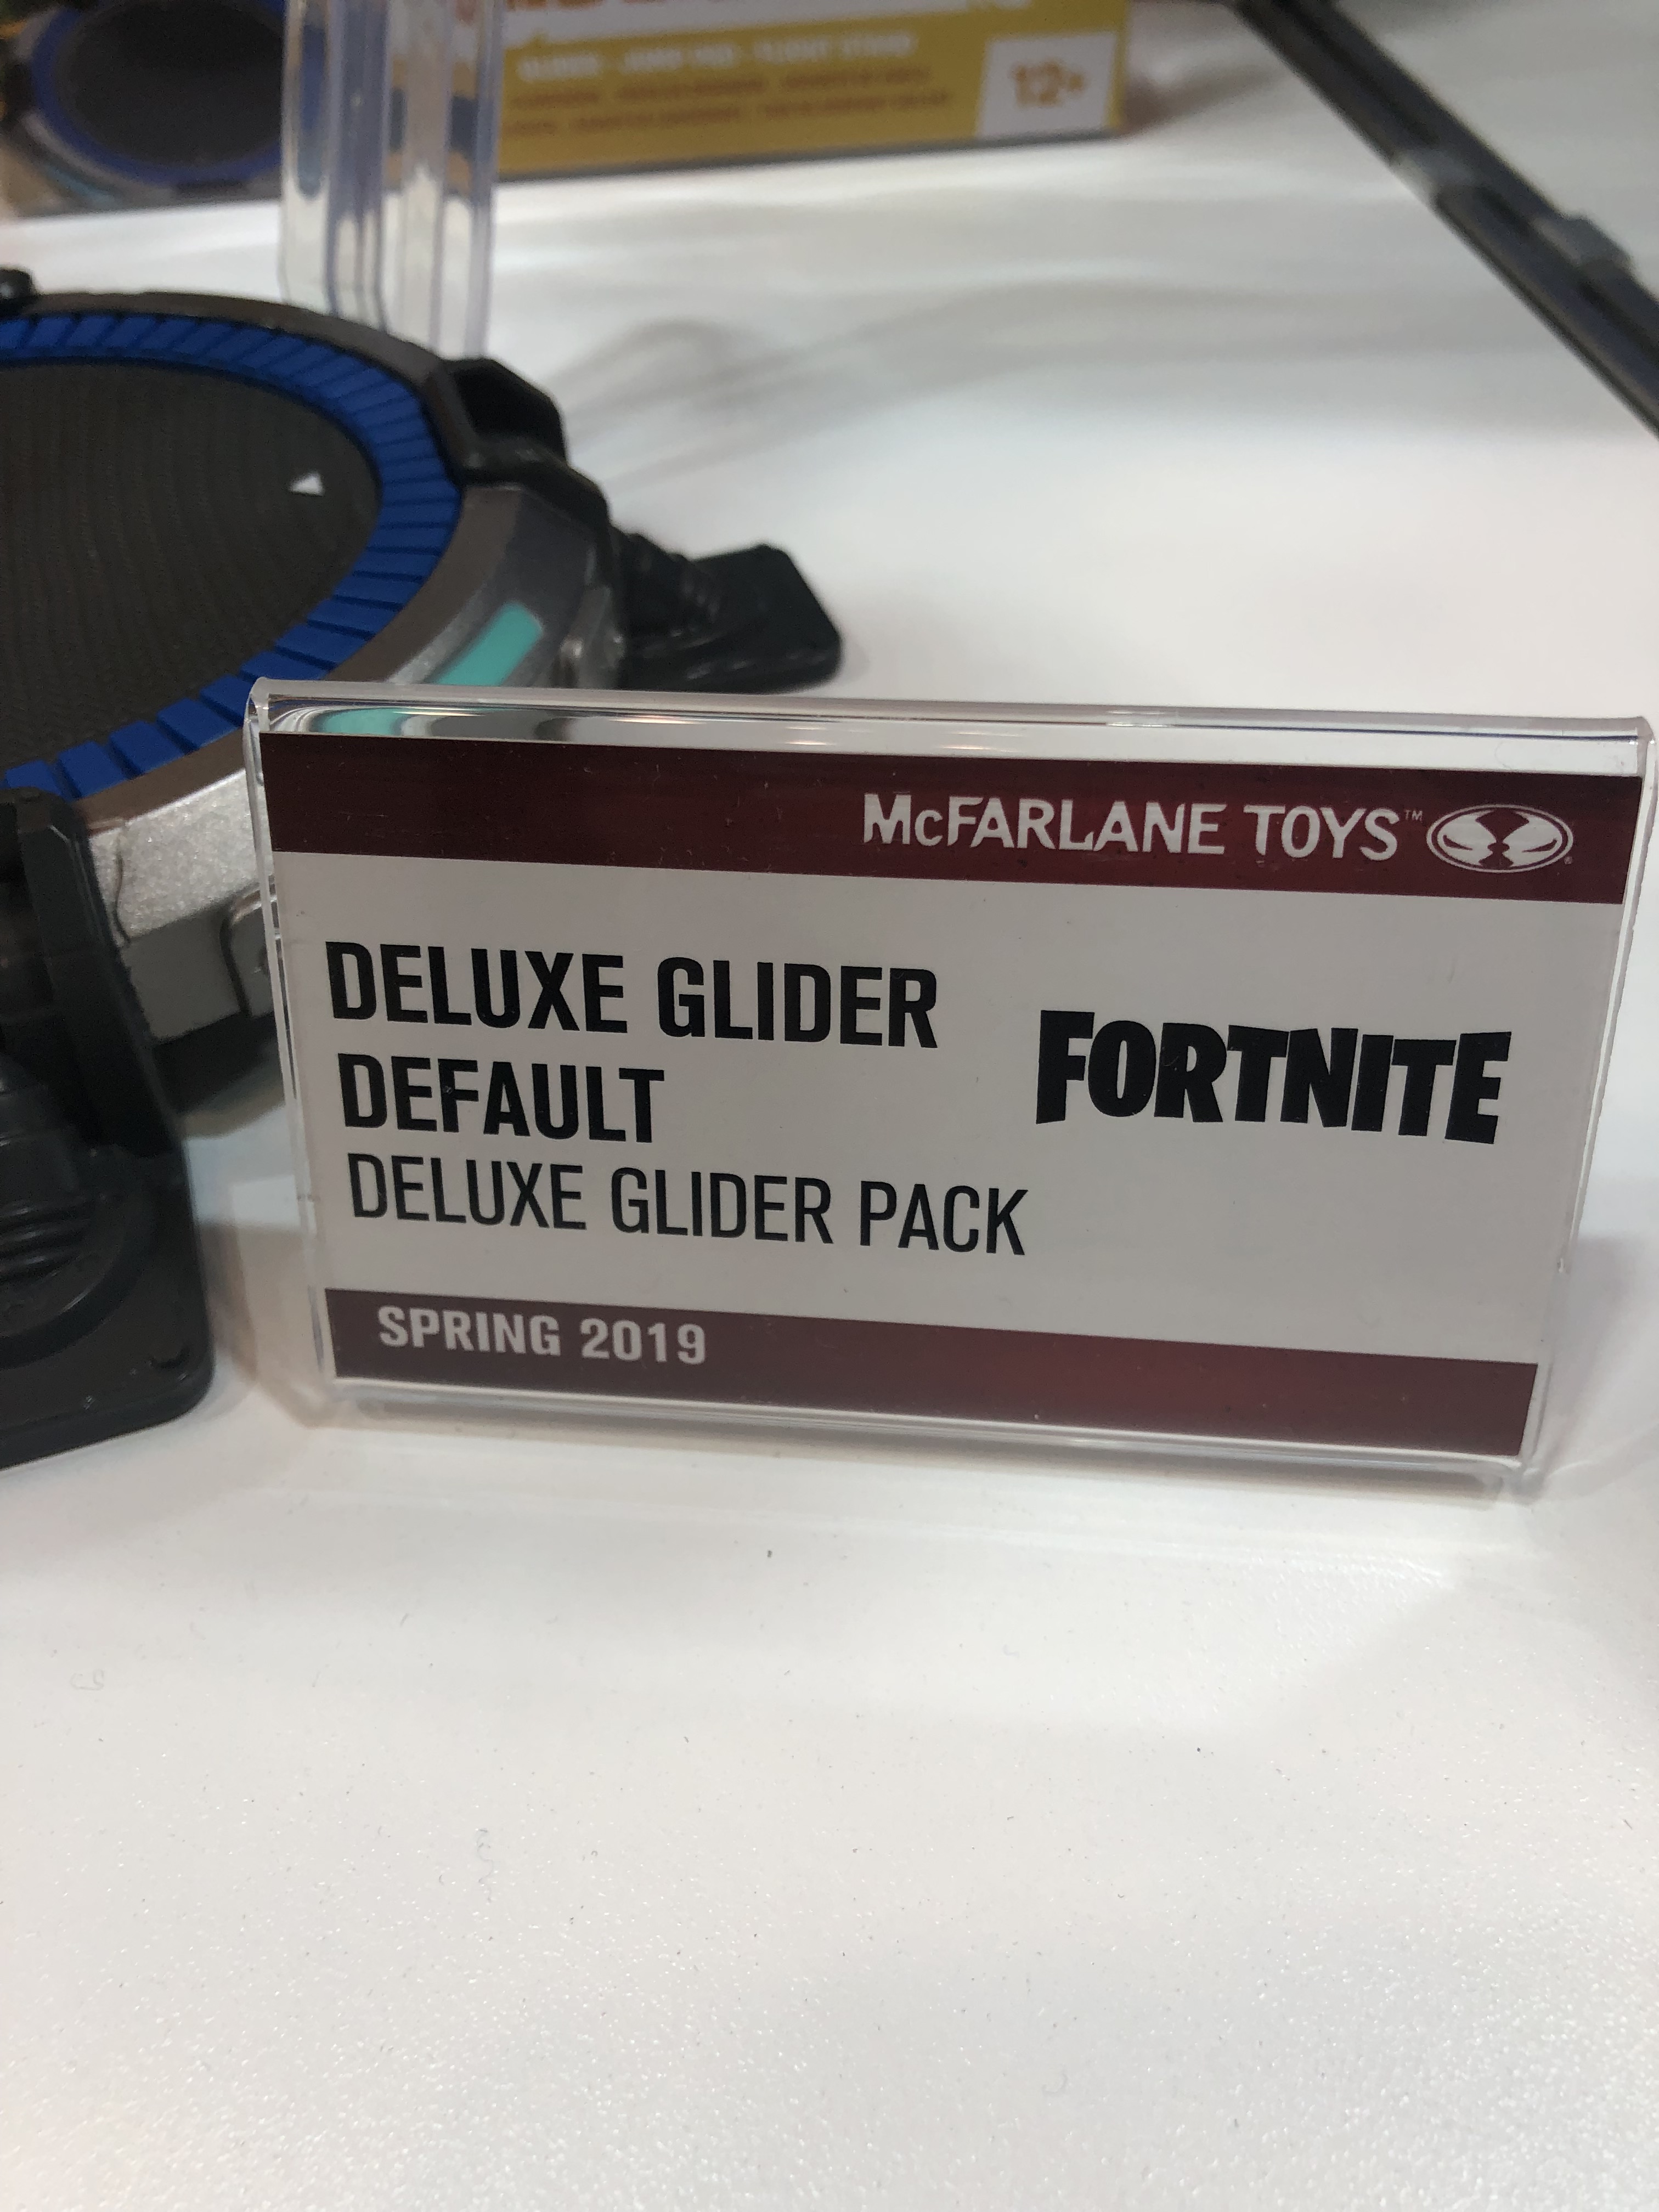 12+
McFARLANE TOYS™
DELUXE GLIDER
DEFAULT
DELUXE GLIDER PACK
FORTNITE
SPRING 2019